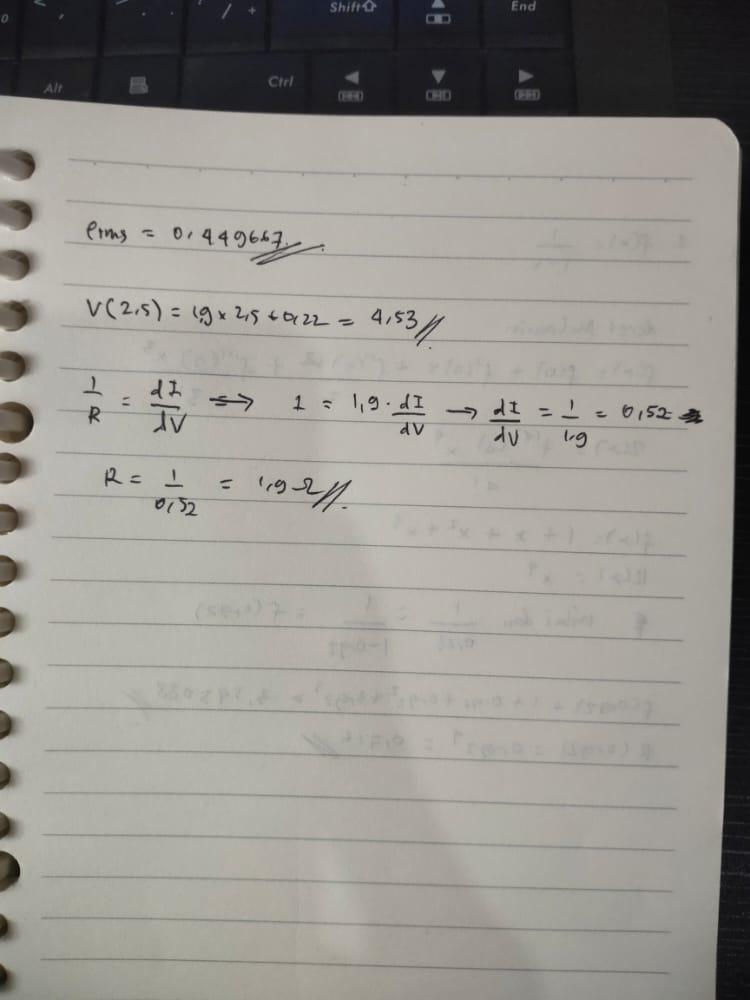 Shift⇧ End
Alt Ctrl
erms = 0,449667
V(2,5) = 1,9 x 2,5 + 0,22 = 4,53
1/R = dI/dV => 1 = 1,9 · dI/dV → dI/dV = 1/1,9 = 0,52
R = 1/0,52 = 1,9 Ω